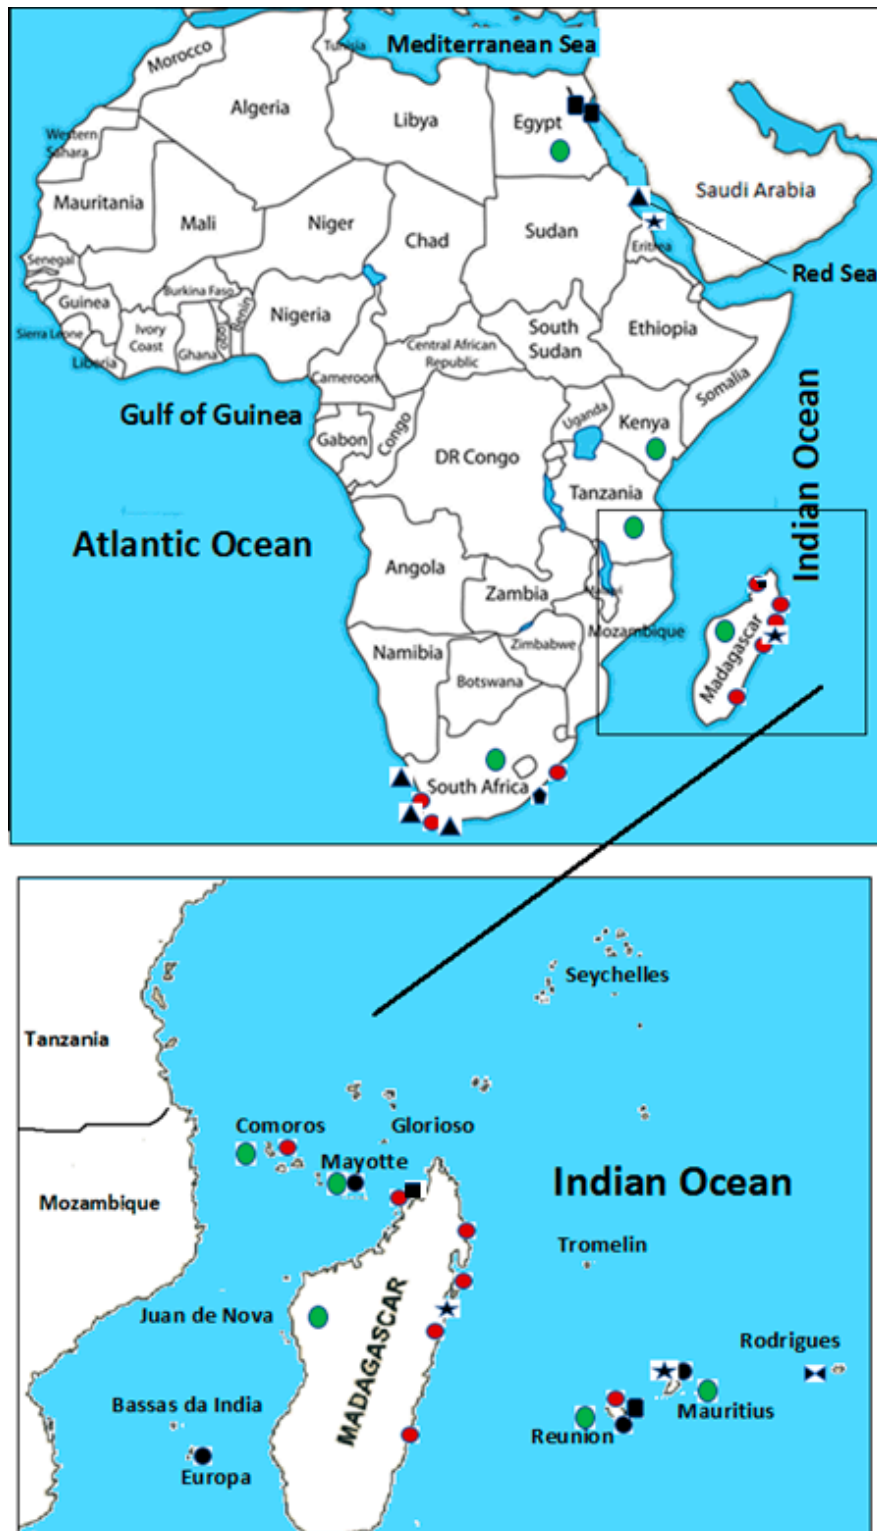 Mediterranean Sea
Morocco
Tunisia
Algeria
Libya
Egypt
Western
Sahara
Saudi Arabia
Mauritania
Mali
Niger
Chad
Sudan
Eritrea
Red Sea
Senegal
Burkina Faso
Guinea
Benin
Nigeria
Togo
Sierra Leone
Ivory
Coast
Ghana
Liberia
Central African
Republic
South
Sudan
Ethiopia
Somalia
Cameroon
Gulf of Guinea
Gabon
Congo
Uganda
Kenya
DR Congo
Indian Ocean
Tanzania
Atlantic Ocean
Angola
Zambia
Mozambique
Zimbabwe
Madagascar
Namibia
Botswana
South Africa
Seychelles
Tanzania
Comoros
Glorioso
Mayotte
Mozambique
Indian Ocean
Tromelin
Juan de Nova
MADAGASCAR
Rodrigues
Bassas da India
Mauritius
Reunion
Europa